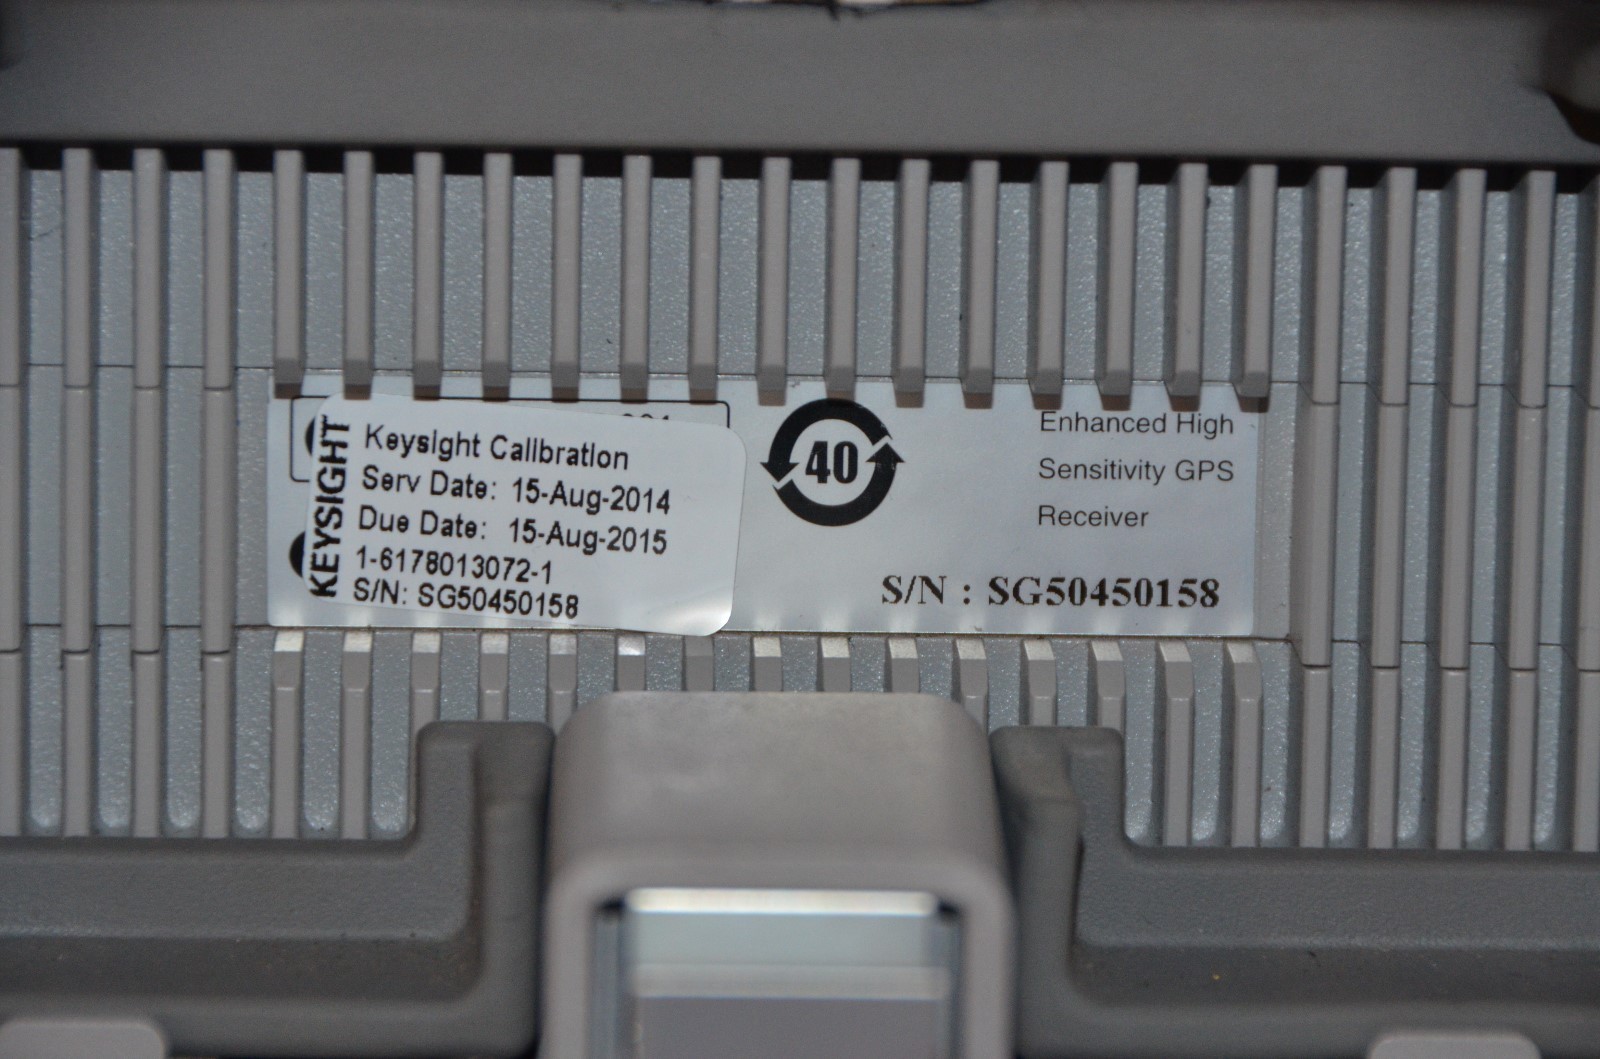 KEYSIGHT
Keysight Calibration
Serv Date: 15-Aug-2014
Due Date: 15-Aug-2015
1-6178013072-1
S/N: SG50450158
40
Enhanced High
Sensitivity GPS
Receiver
S/N : SG50450158